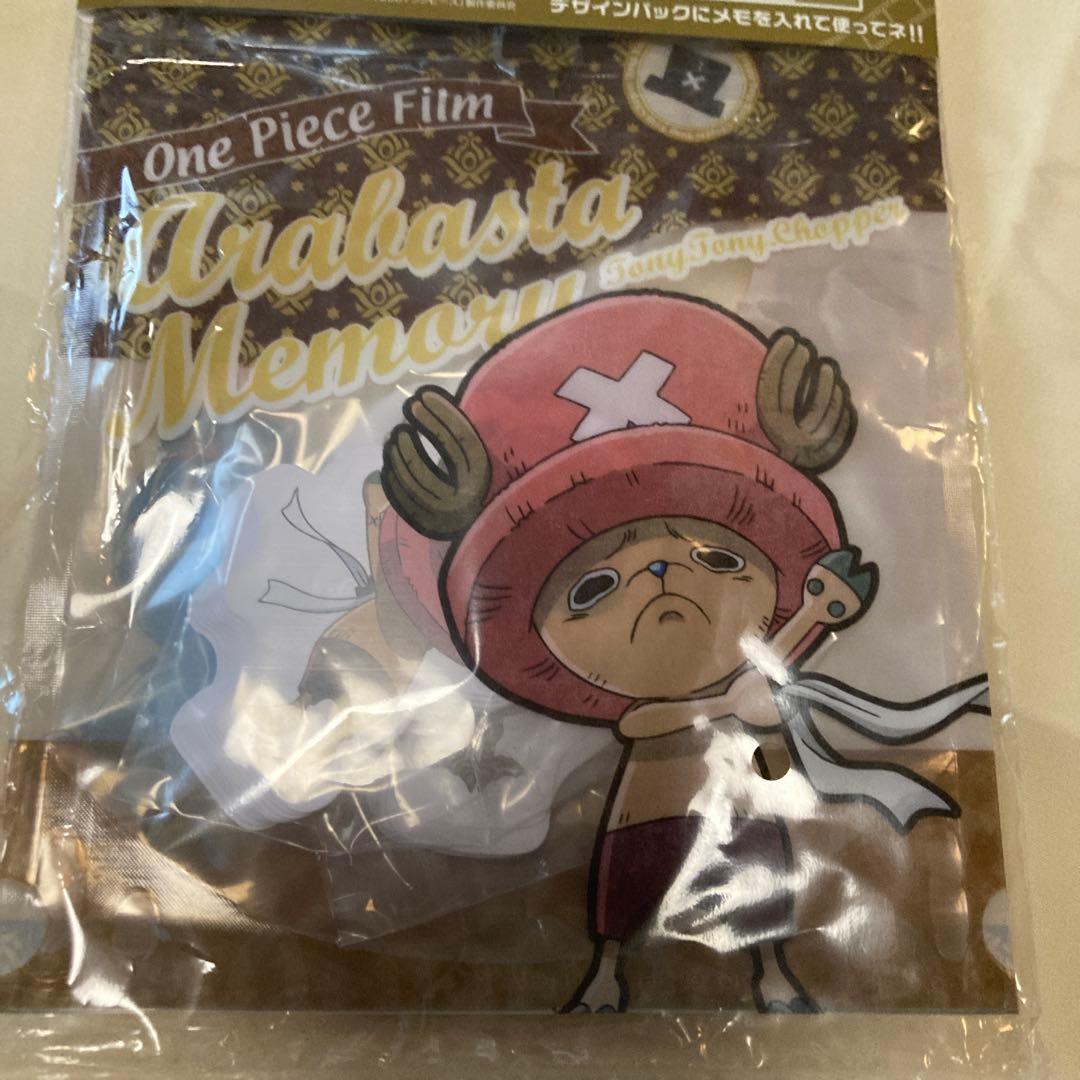 デザインパックにメモを入れて使ってネ!!
One Piece Film
Arabasta
Memory
TonyTony.Chopper